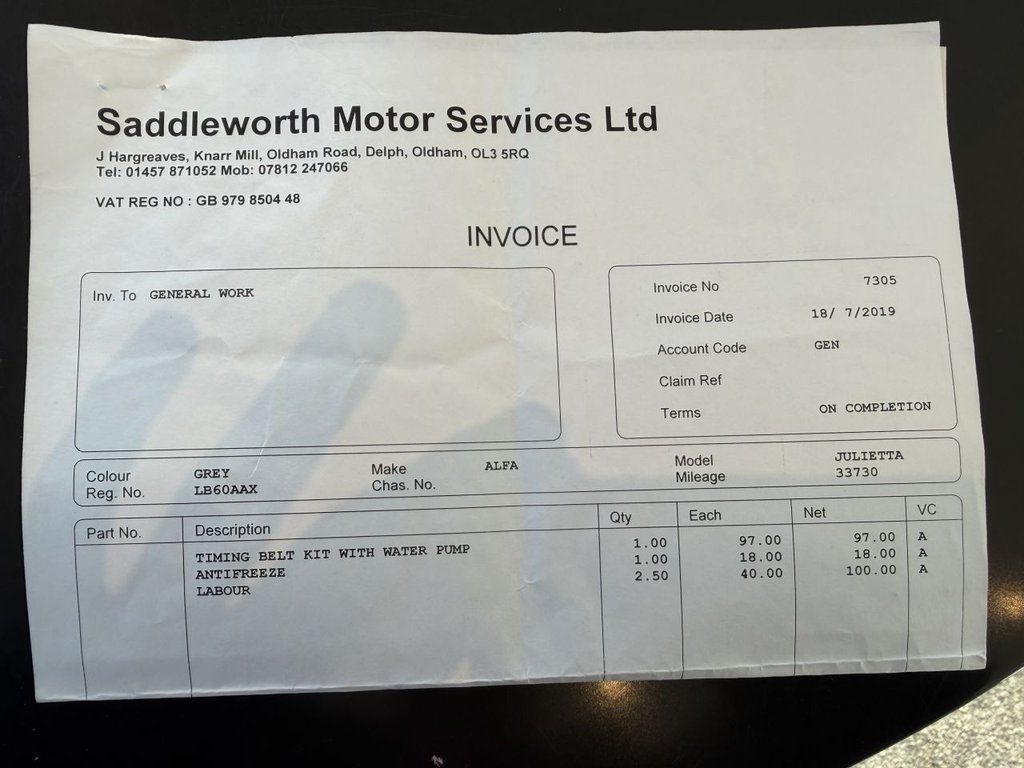 Saddleworth Motor Services Ltd
J Hargreaves, Knarr Mill, Oldham Road, Delph, Oldham, OL3 5RQ
Tel: 01457 871052 Mob: 07812 247066
VAT REG NO : GB 979 8504 48
INVOICE
Inv. To GENERAL WORK
Invoice No 7305
Invoice Date 18/ 7/2019
Account Code GEN
Claim Ref
Terms ON COMPLETION
Colour GREY Make ALFA Model JULIETTA
Reg. No. LB60AAX Chas. No. Mileage 33730
Part No. Description Qty Each Net VC
TIMING BELT KIT WITH WATER PUMP 1.00 97.00 97.00 A
ANTIFREEZE 1.00 18.00 18.00 A
LABOUR 2.50 40.00 100.00 A